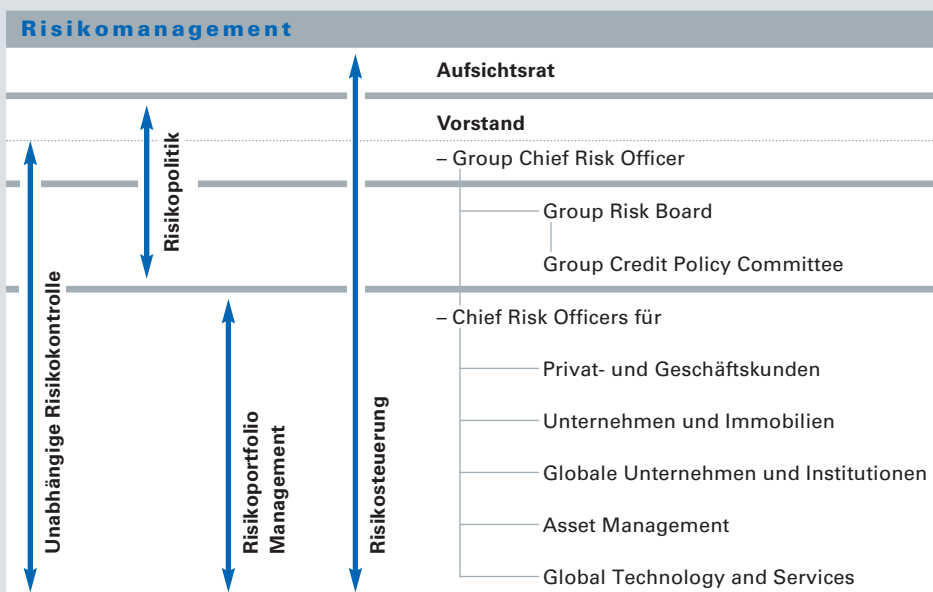 Risikomanagement
Aufsichtsrat
Vorstand
– Group Chief Risk Officer
Group Risk Board
Group Credit Policy Committee
– Chief Risk Officers für
Privat- und Geschäftskunden
Unternehmen und Immobilien
Globale Unternehmen und Institutionen
Asset Management
Global Technology and Services
Unabhängige Risikokontrolle
Risikopolitik
Risikoportfolio
Management
Risikosteuerung